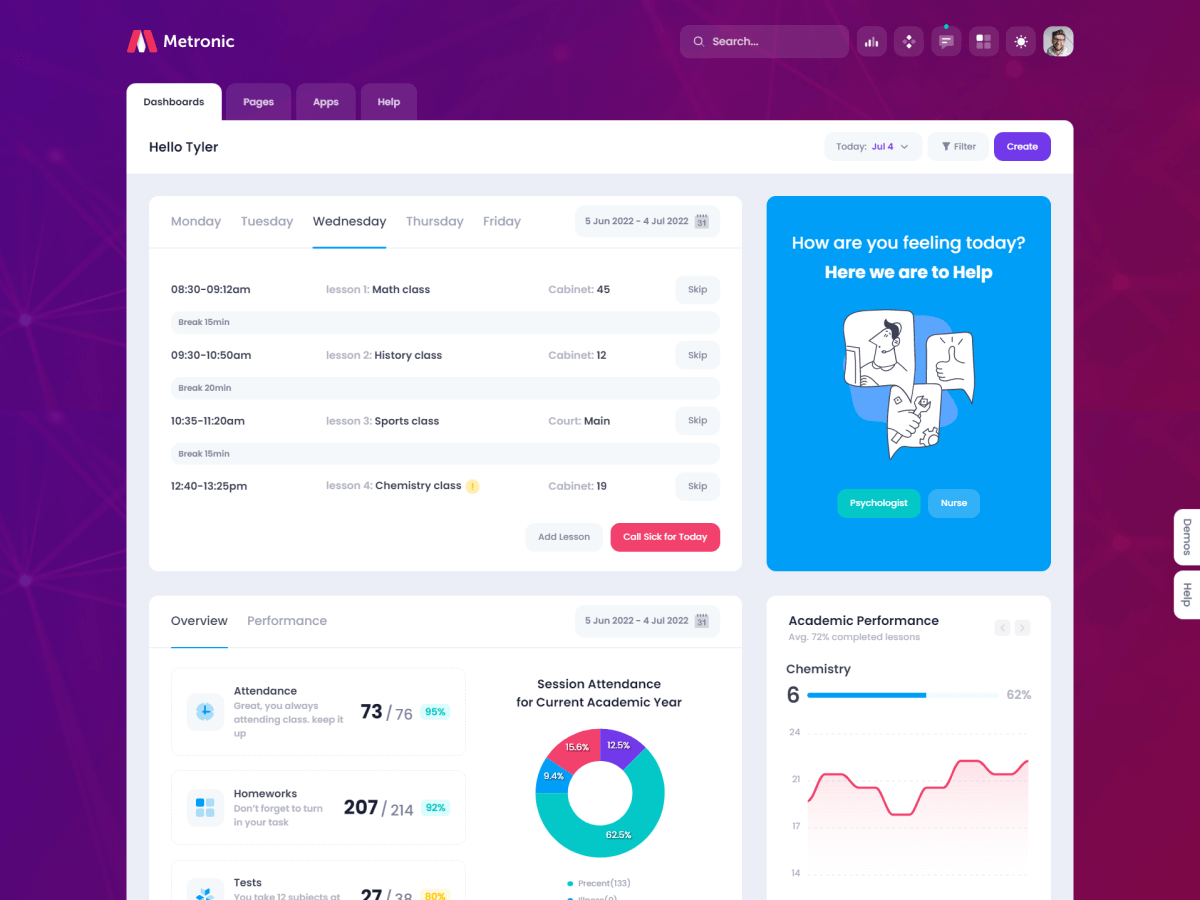 Metronic
Search...
Dashboards
Pages
Apps
Help
Hello Tyler
Today: Jul 4
Filter
Create
Monday
Tuesday
Wednesday
Thursday
Friday
5 Jun 2022 - 4 Jul 2022
31
08:30-09:12am
lesson 1: Math class
Cabinet: 45
Skip
Break 15min
09:30-10:50am
lesson 2: History class
Cabinet: 12
Skip
Break 20min
10:35-11:20am
lesson 3: Sports class
Court: Main
Skip
Break 15min
12:40-13:25pm
lesson 4: Chemistry class
!
Cabinet: 19
Skip
Add Lesson
Call Sick for Today
How are you feeling today?
Here we are to Help
Psychologist
Nurse
Demos
Help
Overview
Performance
5 Jun 2022 - 4 Jul 2022
31
Attendance
Great, you always
attending class. keep it
up
73 / 76
95%
Homeworks
Don't forget to turn
in your task
207 / 214
92%
Tests
You take 12 subjects at
27 / 38
80%
Session Attendance
for Current Academic Year
15.6%
12.5%
9.4%
62.5%
Precent(133)
Illness(9)
Academic Performance
Avg. 72% completed lessons
Chemistry
6
62%
24
21
17
14